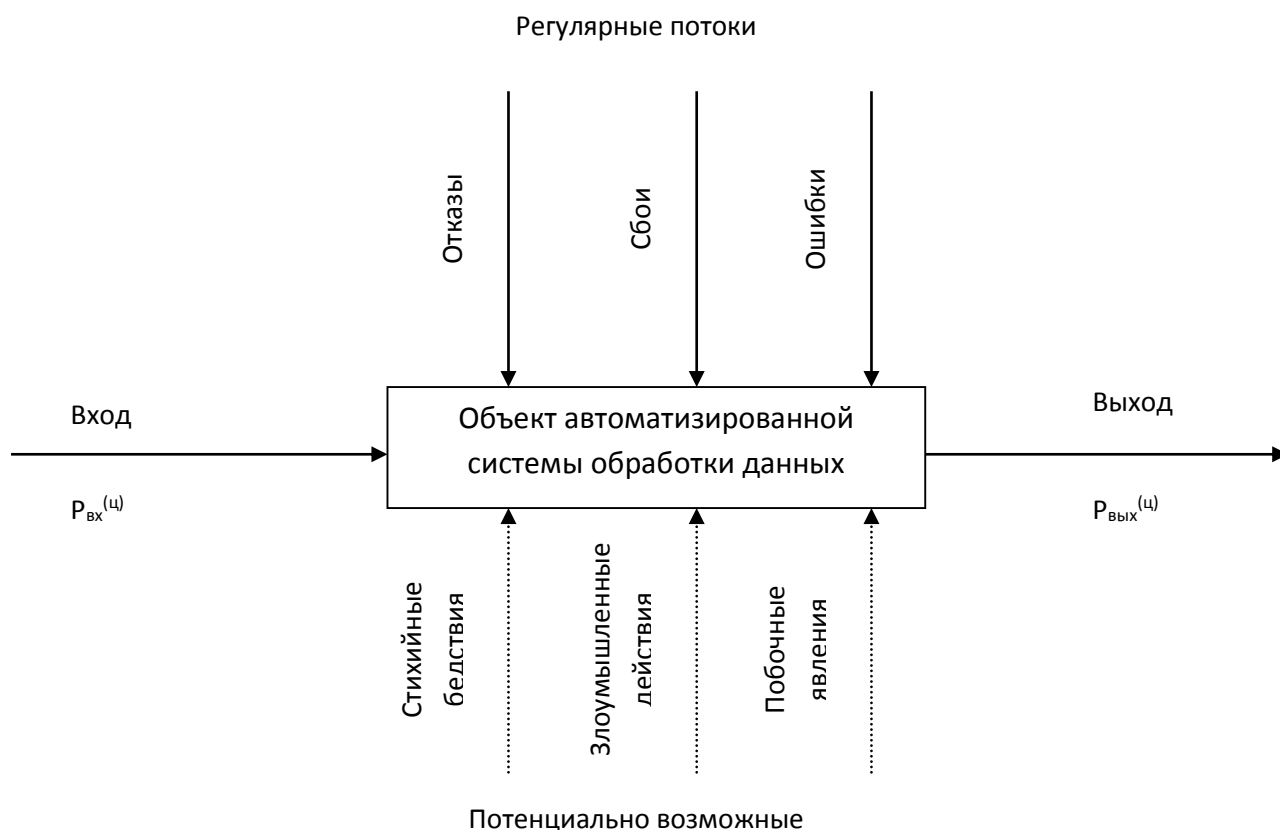 Регулярные потоки
Отказы
Сбои
Ошибки
Вход
Объект автоматизированной
системы обработки данных
Выход
Pвх(ц)
Pвых(ц)
Стихийные
бедствия
Злоумышленные
действия
Побочные
явления
Потенциально возможные